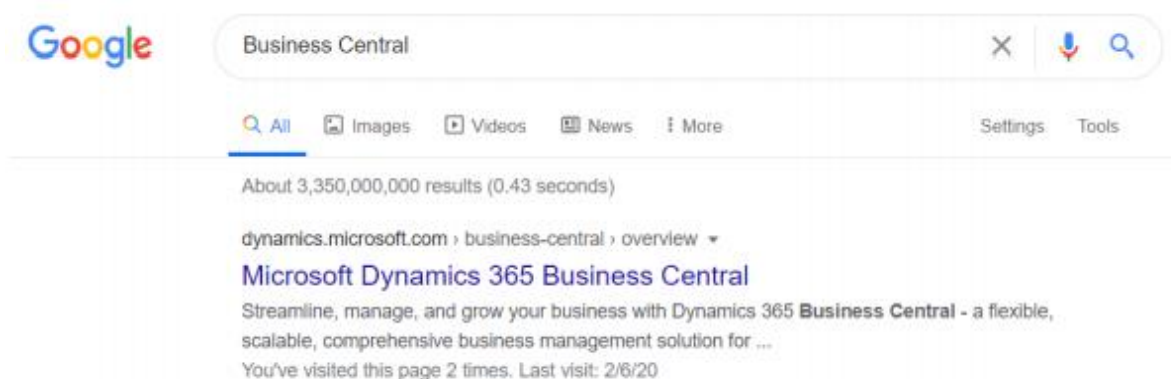 Google
Business Central
All Images Videos News More Settings Tools
About 3,350,000,000 results (0.43 seconds)
dynamics.microsoft.com › business-central › overview
Microsoft Dynamics 365 Business Central
Streamline, manage, and grow your business with Dynamics 365 Business Central - a flexible,
scalable, comprehensive business management solution for ...
You've visited this page 2 times. Last visit: 2/6/20